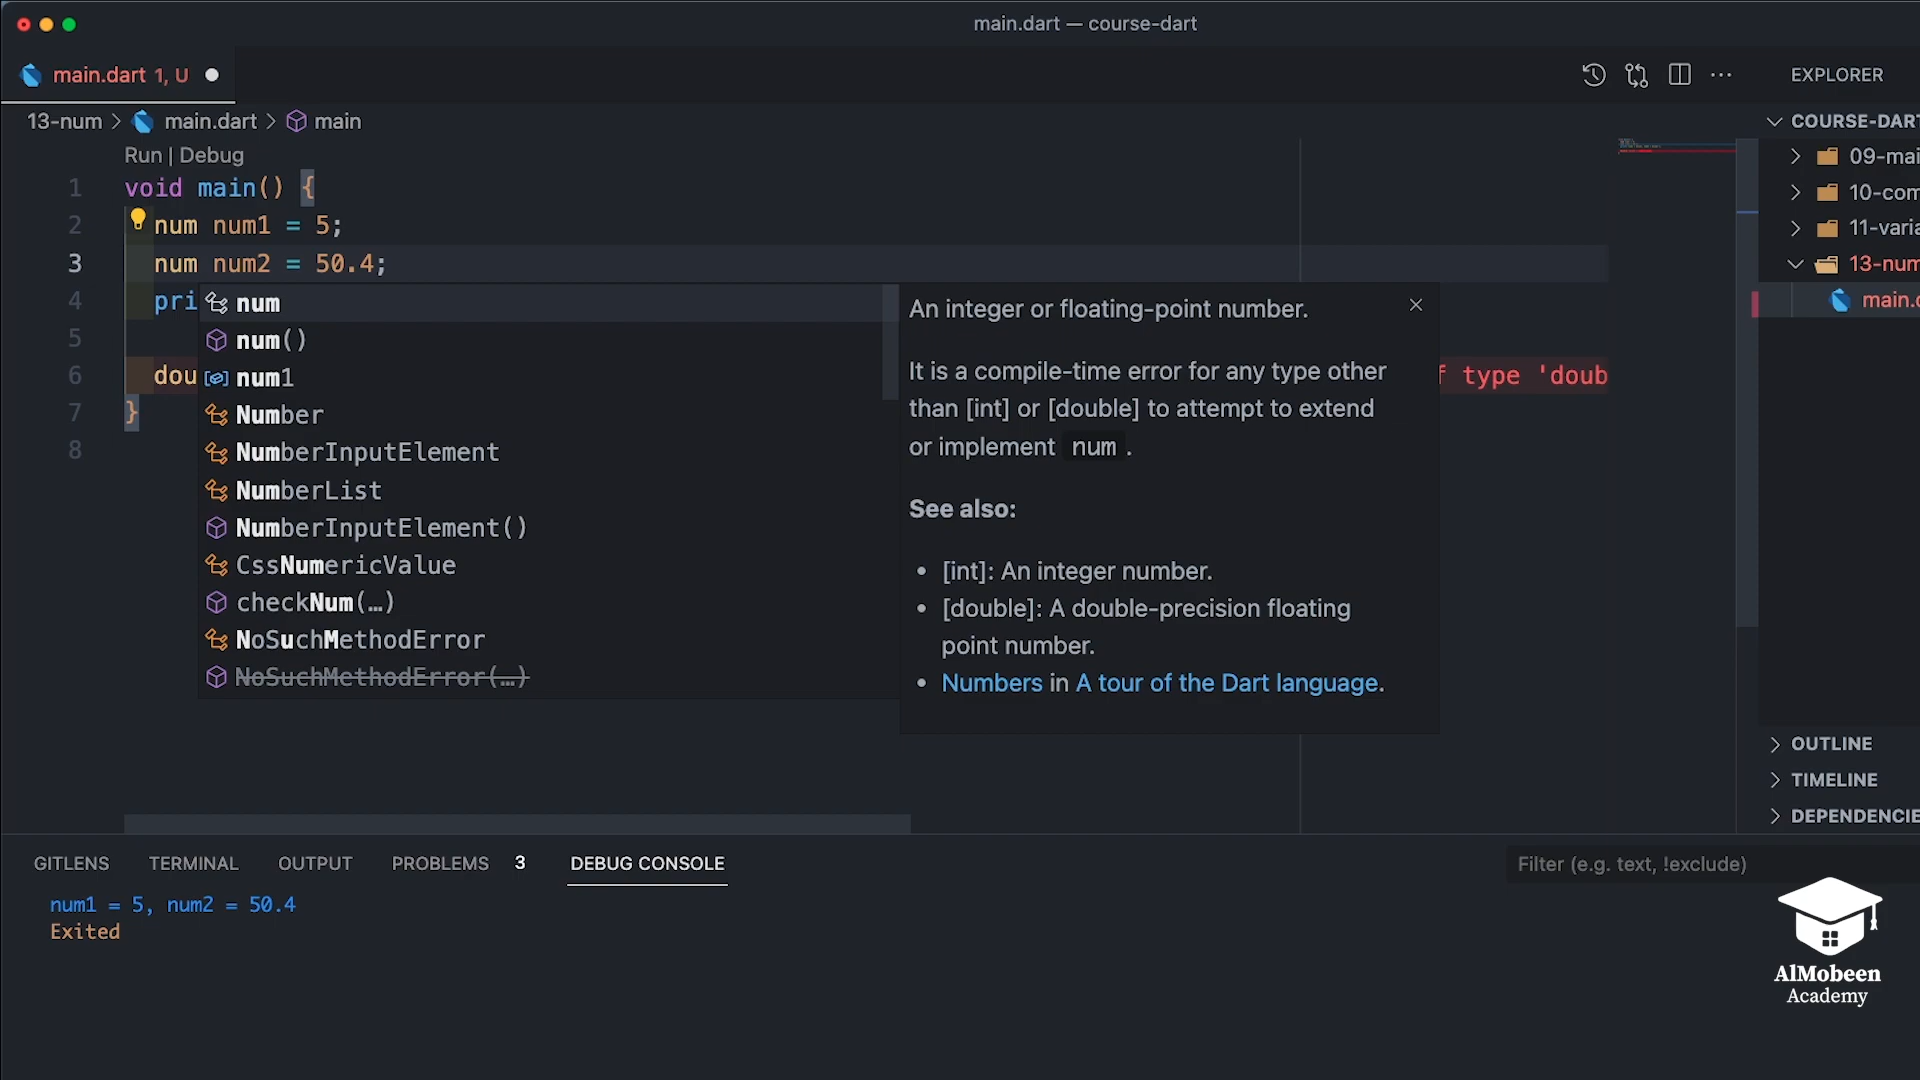 main.dart — course-dart
main.dart 1, U
EXPLORER
13-num > main.dart > main
COURSE-DART
Run | Debug
09-mai
1 void main() {
10-com
2 num num1 = 5;
11-varia
3 num num2 = 50.4;
13-num
4 pri
main.d
5
6 dou
f type 'doub
7 }
8
num
num()
num1
Number
NumberInputElement
NumberList
NumberInputElement()
CssNumericValue
checkNum(…)
NoSuchMethodError
NoSuchMethodError(…)
An integer or floating-point number.
It is a compile-time error for any type other
than [int] or [double] to attempt to extend
or implement num .
See also:
• [int]: An integer number.
• [double]: A double-precision floating
point number.
• Numbers in A tour of the Dart language.
OUTLINE
TIMELINE
DEPENDENCIE
GITLENS TERMINAL OUTPUT PROBLEMS 3 DEBUG CONSOLE
Filter (e.g. text, !exclude)
num1 = 5, num2 = 50.4
Exited
AlMobeen
Academy